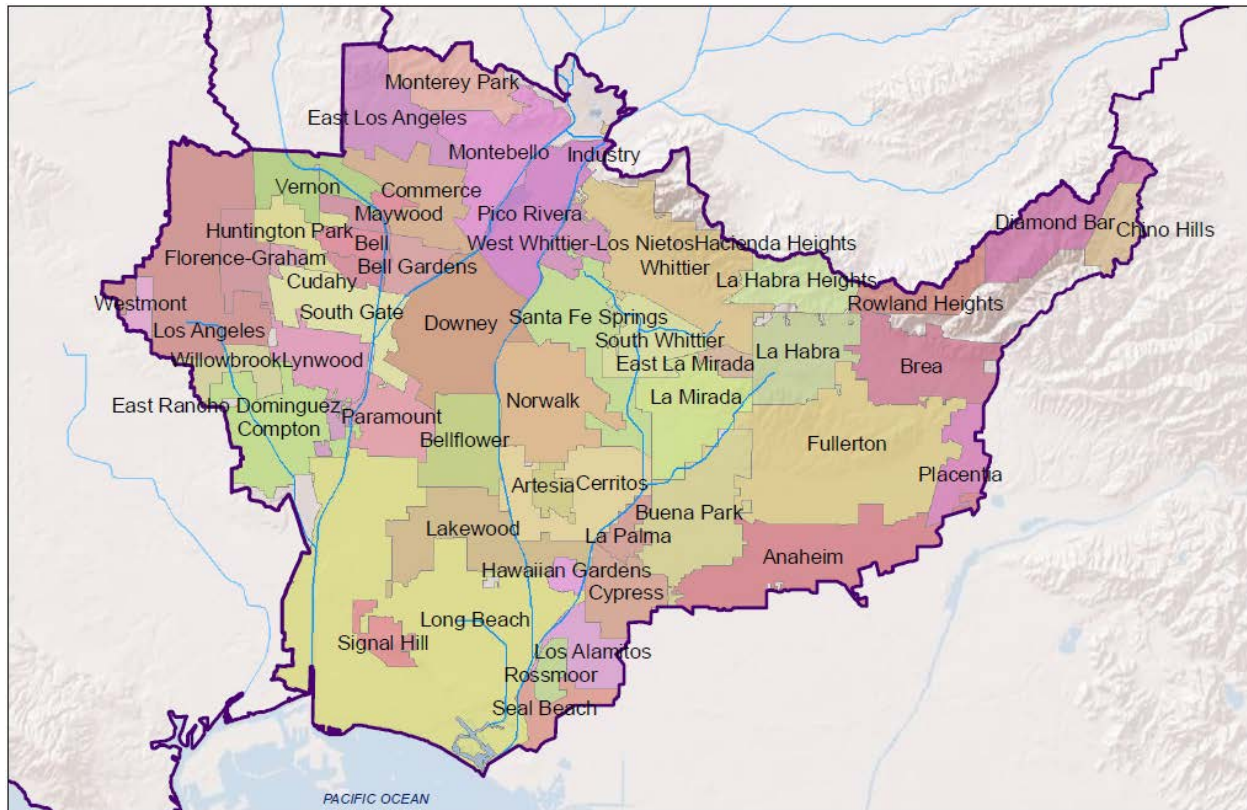 Monterey Park
East Los Angeles
Montebello
Industry
Vernon
Commerce
Maywood
Pico Rivera
Diamond Bar
Chino Hills
Huntington Park
Bell
West Whittier-Los Nietos
Hacienda Heights
Florence-Graham
Bell Gardens
Whittier
Cudahy
La Habra Heights
Westmont
South Gate
Rowland Heights
Los Angeles
Downey
Santa Fe Springs
South Whittier
Willowbrook
Lynwood
East La Mirada
La Habra
Brea
East Rancho Dominguez
Paramount
Norwalk
La Mirada
Compton
Bellflower
Fullerton
Placentia
Artesia
Cerritos
Buena Park
Lakewood
La Palma
Anaheim
Hawaiian Gardens
Cypress
Long Beach
Signal Hill
Los Alamitos
Rossmoor
Seal Beach
PACIFIC OCEAN